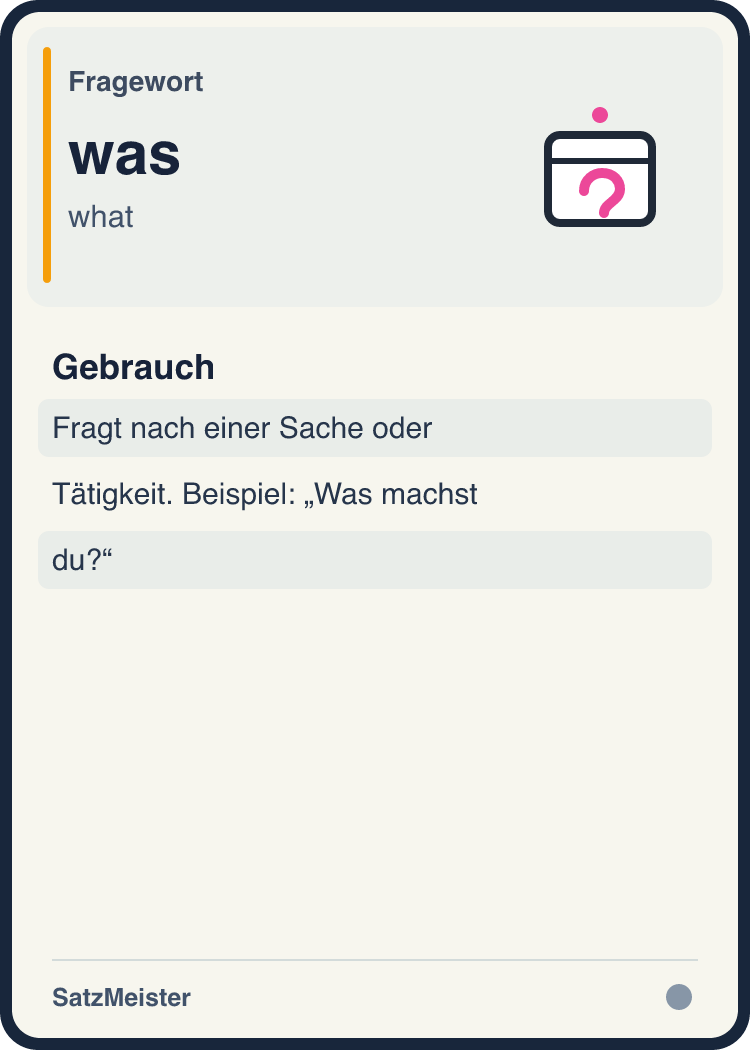 Fragewort
was
what
?
Gebrauch
Fragt nach einer Sache oder
Tätigkeit. Beispiel: „Was machst
du?“
SatzMeister